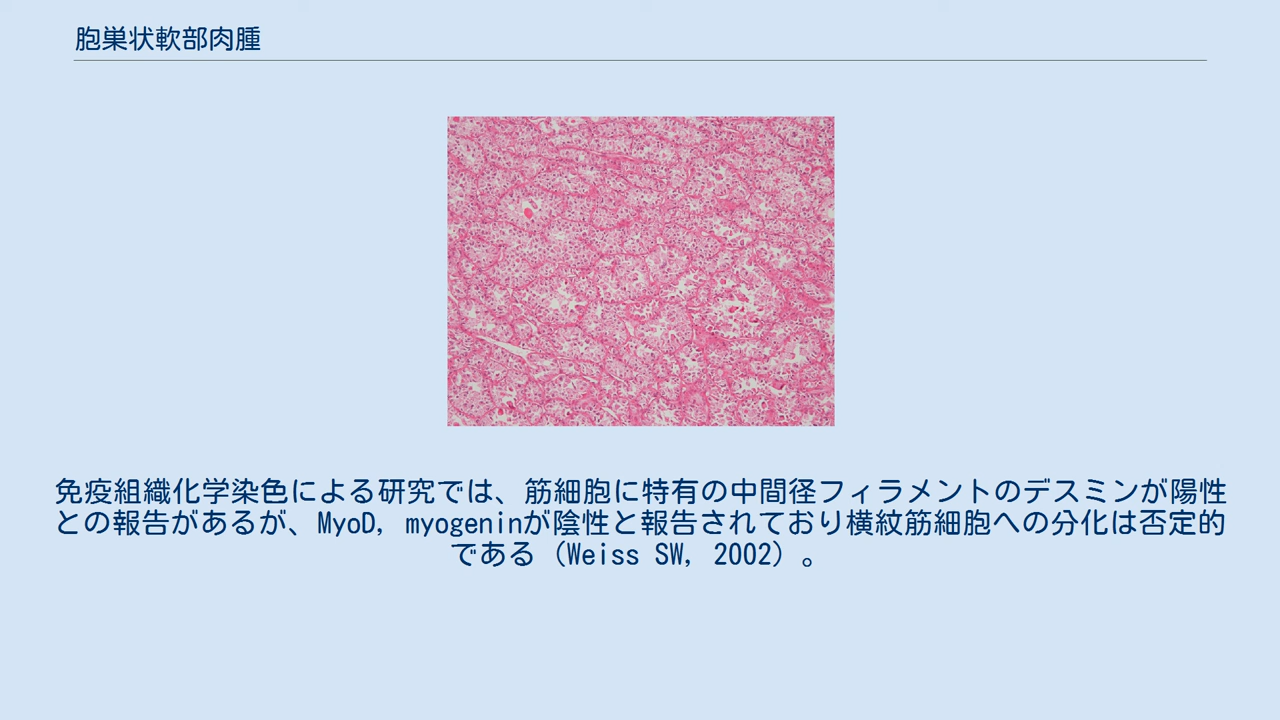 胞巣状軟部肉腫
免疫組織化学染色による研究では、筋細胞に特有の中間径フィラメントのデスミンが陽性
との報告があるが、MyoD, myogeninが陰性と報告されており横紋筋細胞への分化は否定的
である（Weiss SW, 2002）。